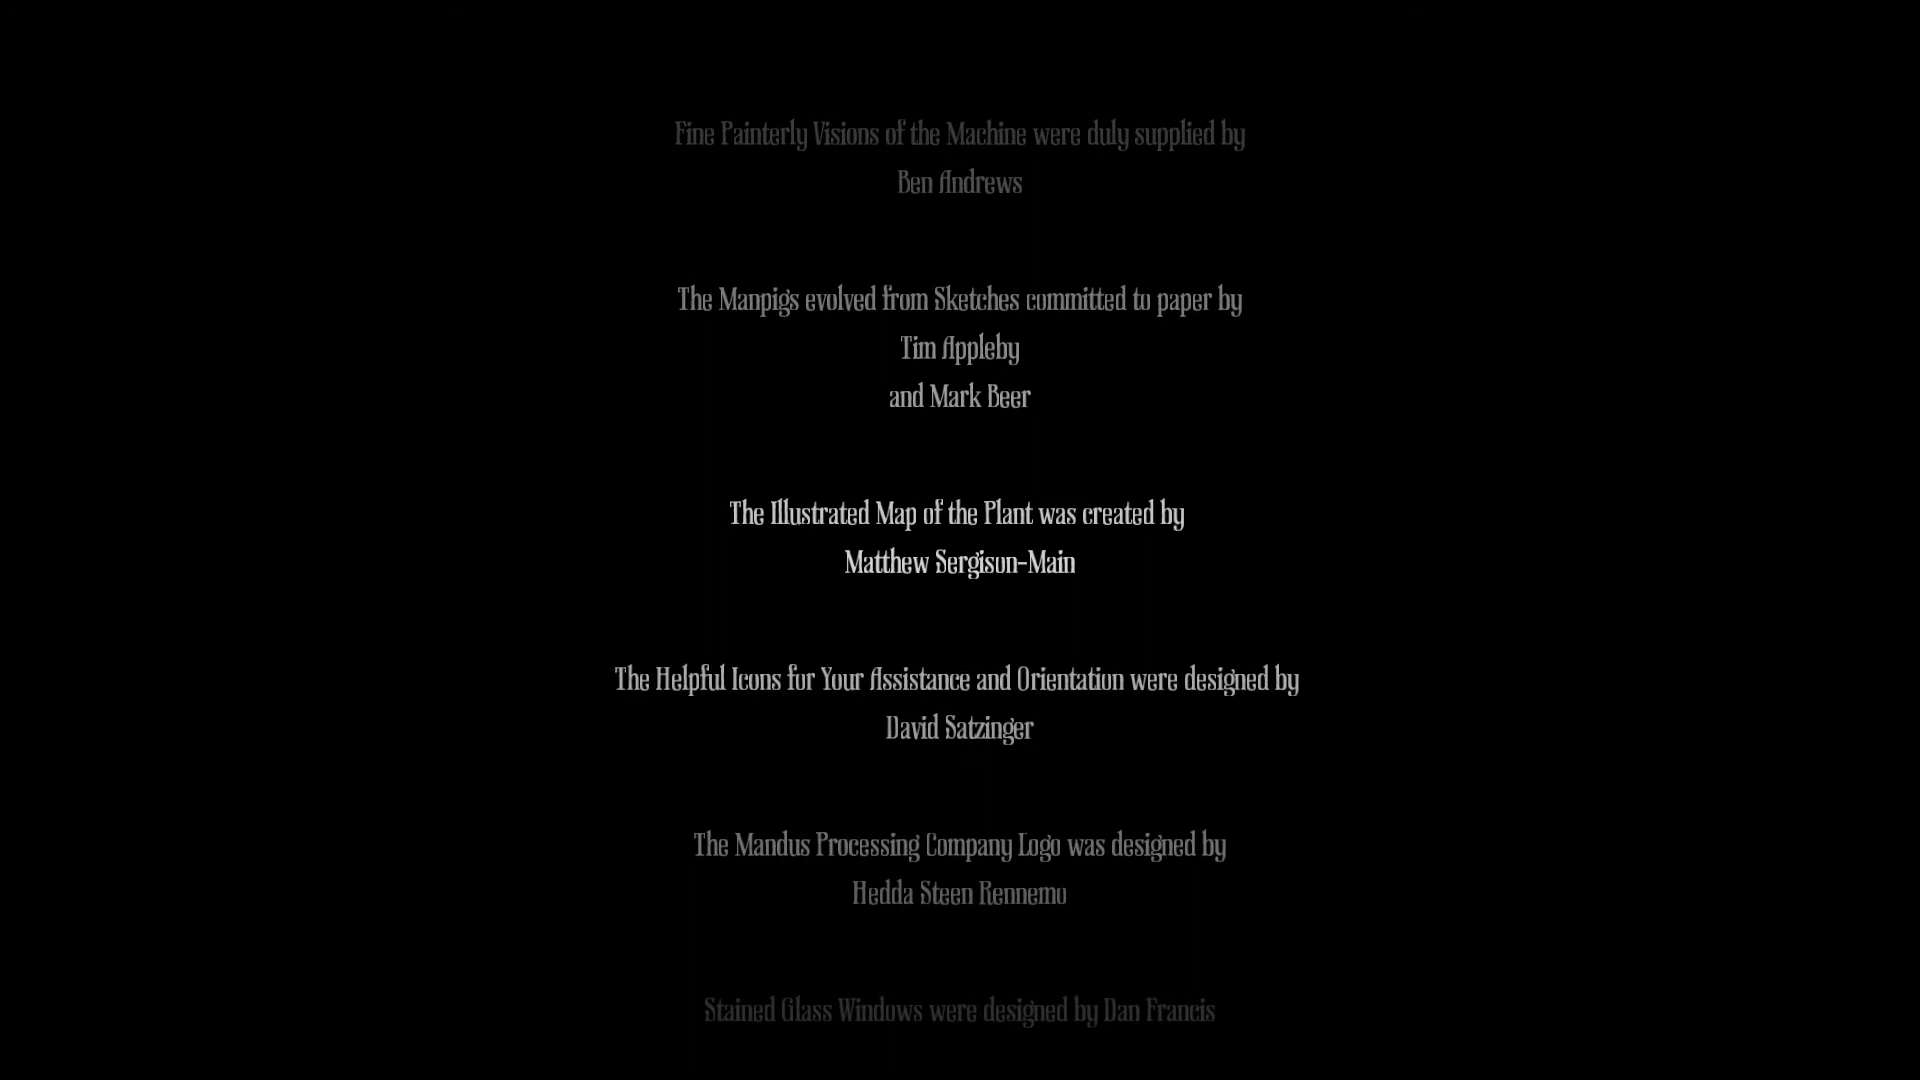 Fine Painterly Visions of the Machine were duly supplied by
Ben Andrews
The Manpigs evolved from Sketches committed to paper by
Tim Appleby
and Mark Beer
The Illustrated Map of the Plant was created by
Matthew Sergison-Main
The Helpful Icons for Your Assistance and Orientation were designed by
David Satzinger
The Mandus Processing Company Logo was designed by
Hedda Steen Rennemo
Stained Glass Windows were designed by Dan Francis